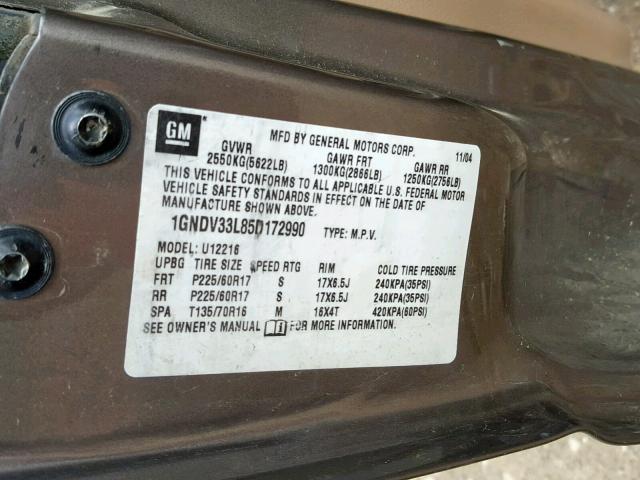 GM
MFD BY GENERAL MOTORS CORP. 11/04
GVWR GAWR FRT GAWR RR
2550KG(5622LB) 1300KG(2866LB) 1250KG(2756LB)
THIS VEHICLE CONFORMS TO ALL APPLICABLE U.S. FEDERAL MOTOR
VEHICLE SAFETY STANDARDS IN EFFECT ON THE DATE OF
MANUFACTURE SHOWN ABOVE.
1GNDV33L85D172990 TYPE: M.P.V.
MODEL: U12216
UPBG TIRE SIZE SPEED RTG RIM COLD TIRE PRESSURE
FRT P225/60R17 S 17X6.5J 240KPA(35PSI)
RR P225/60R17 S 17X6.5J 240KPA(35PSI)
SPA T135/70R16 M 16X4T 420KPA(60PSI)
SEE OWNER'S MANUAL FOR MORE INFORMATION.